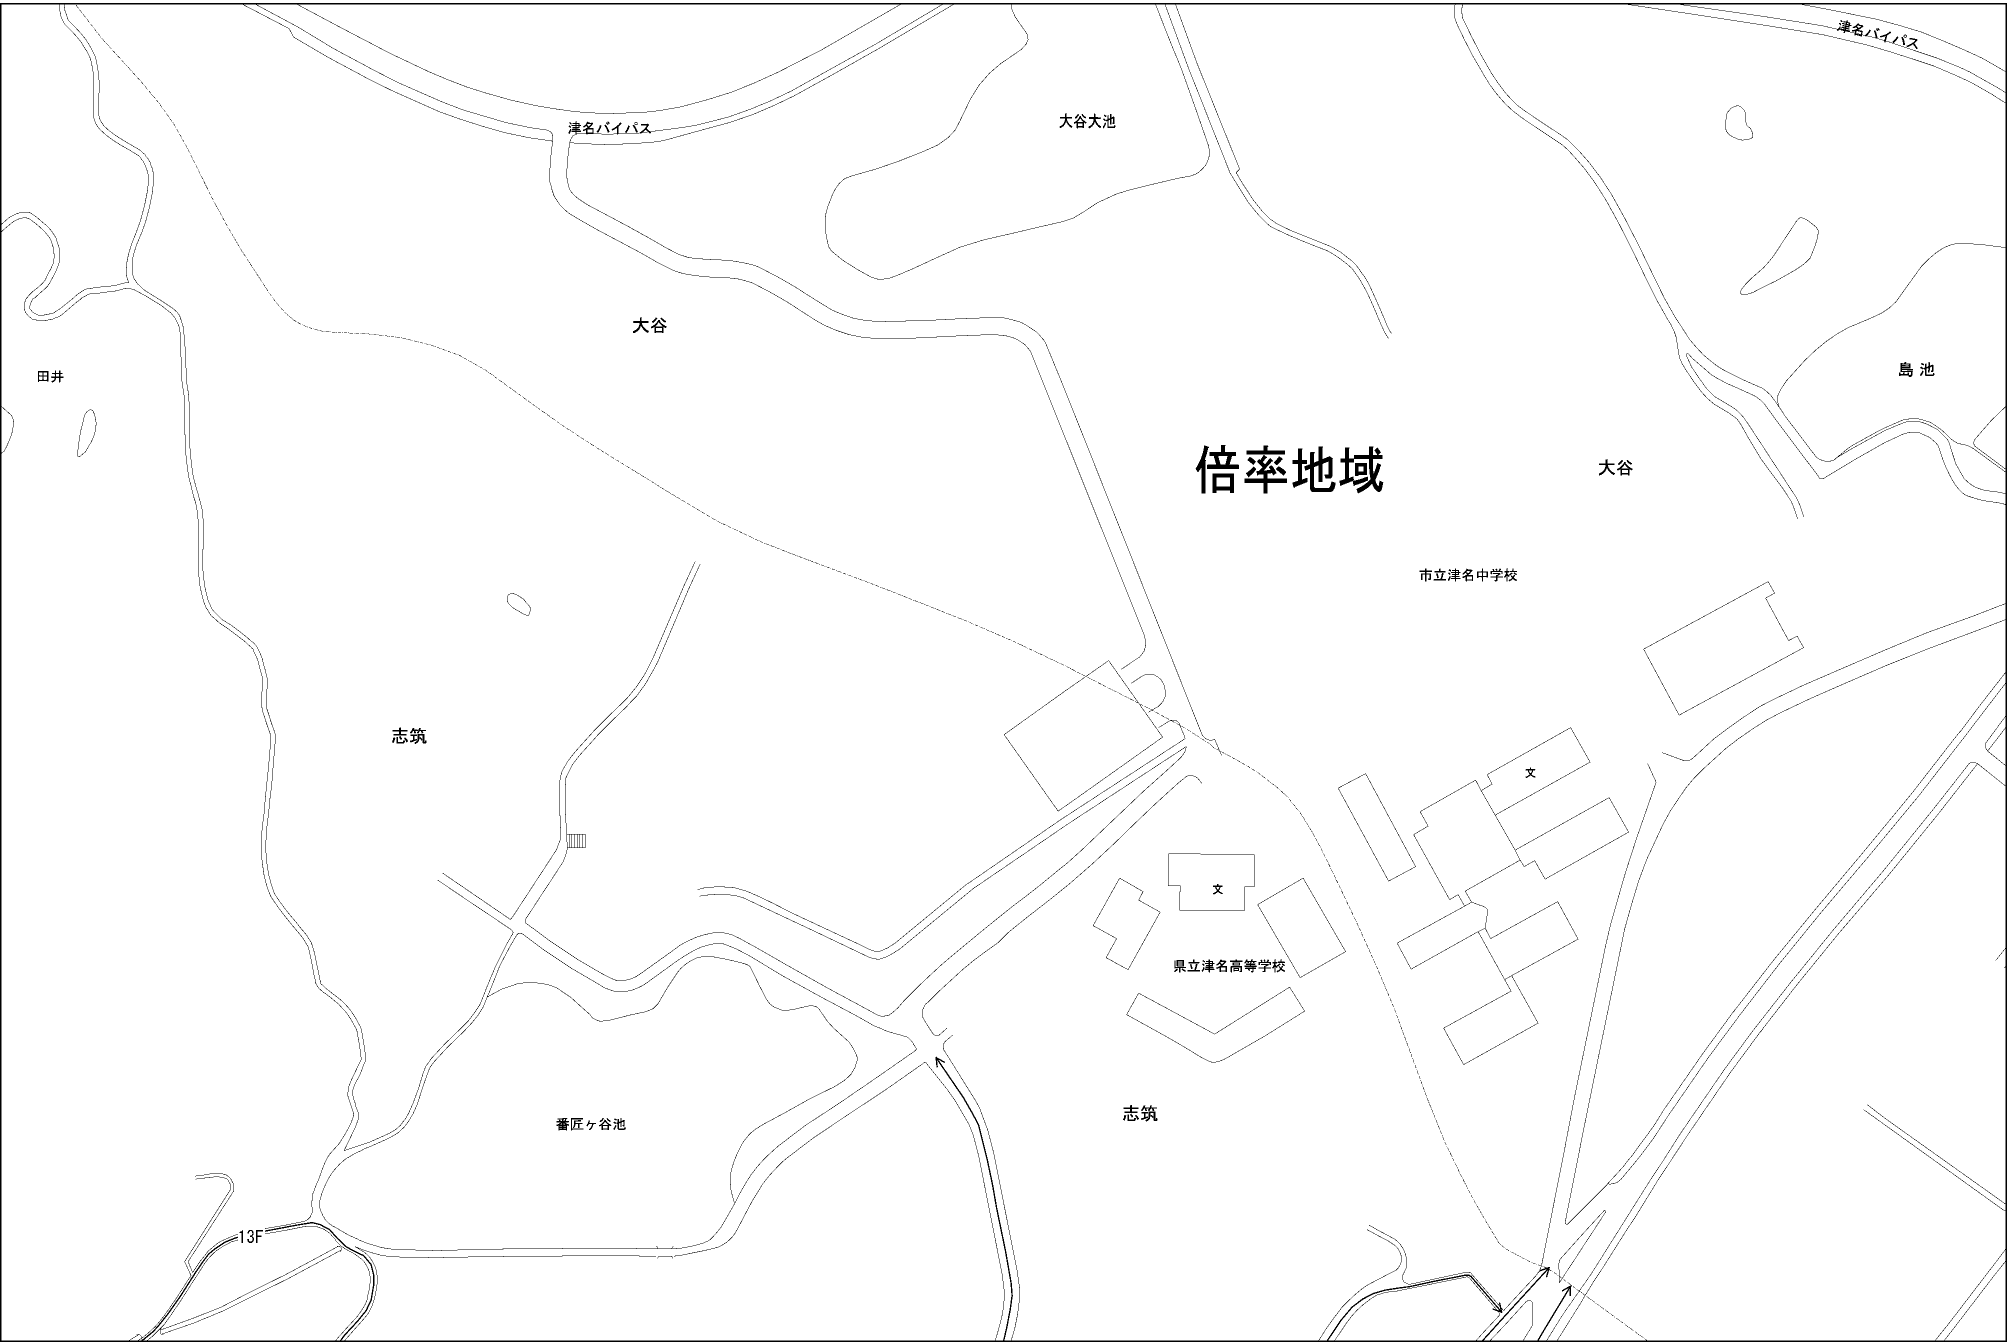 津名バイパス
津名バイパス
大谷大池
大谷
田井
島池
倍率地域
大谷
市立津名中学校
志筑
文
文
県立津名高等学校
志筑
番匠ヶ谷池
13F